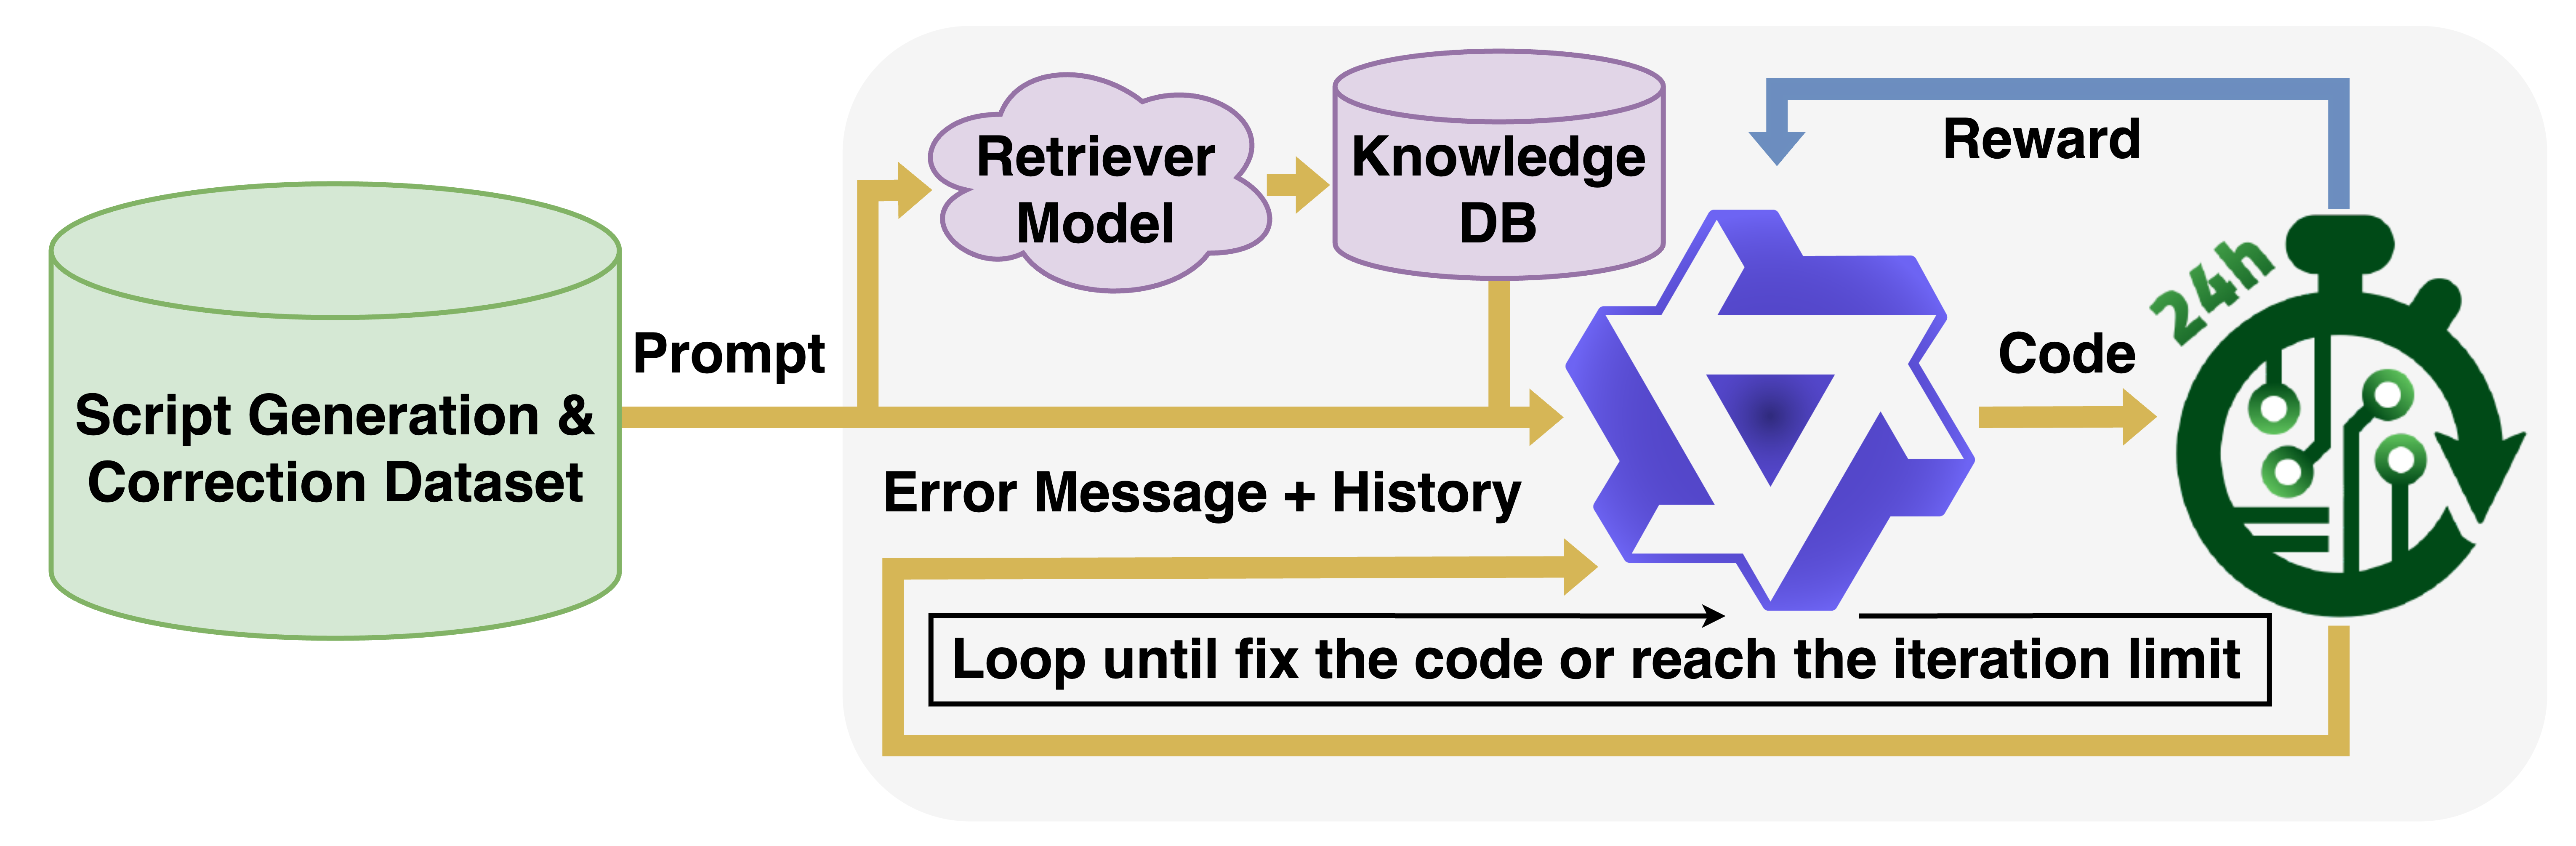 Script Generation &
Correction Dataset
Prompt
Retriever
Model
Knowledge
DB
Reward
Error Message + History
Code
24h
Loop until fix the code or reach the iteration limit